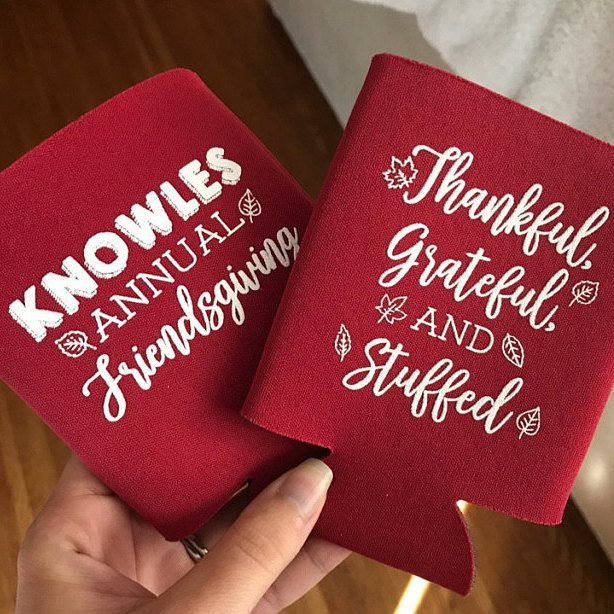 KNOWLES
ANNUAL
Friendsgiving
Thankful,
Grateful,
AND
Stuffed